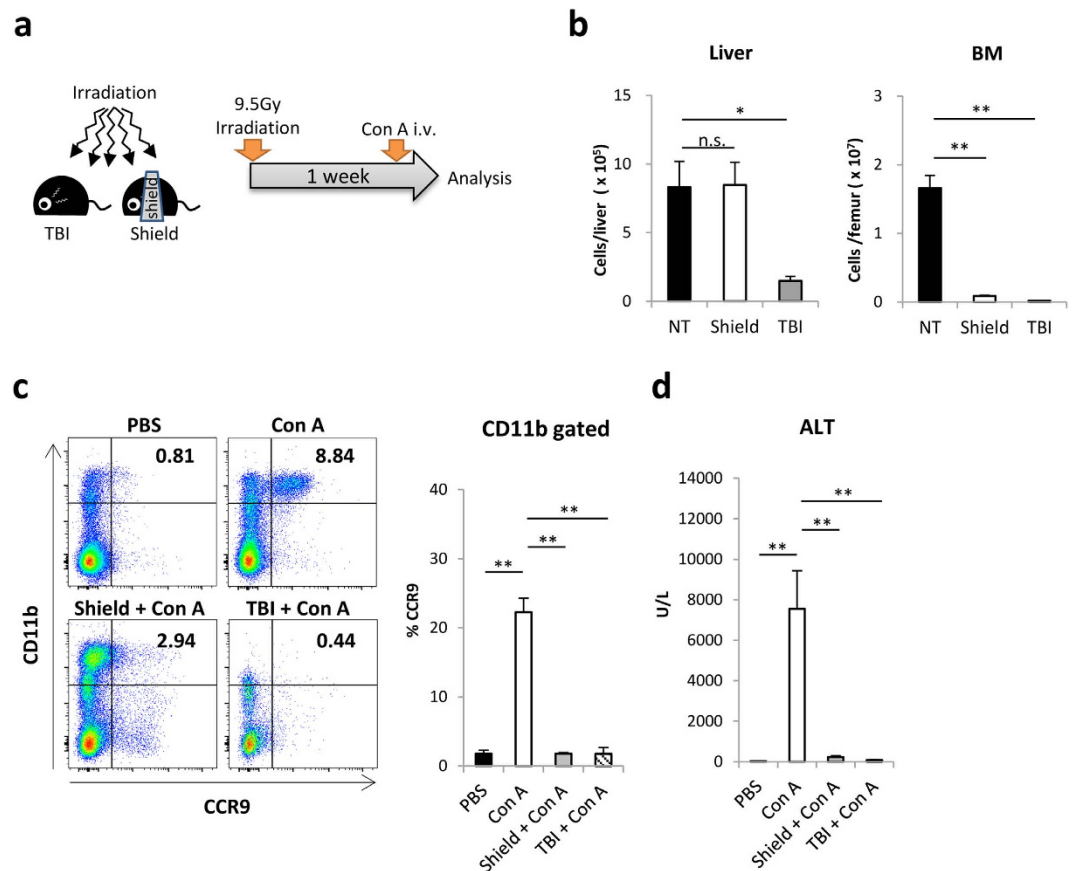 a
Irradiation
TBI
shield
Shield
9.5Gy
Irradiation
Con A i.v.
1 week
Analysis
b
Liver
Cells/liver ( x 10⁵)
15
10
5
0
*
n.s.
NT Shield TBI
BM
Cells /femur ( x 10⁷)
3
2
1
0
**
**
NT Shield TBI
c
PBS
0.81
Con A
8.84
Shield + Con A
2.94
TBI + Con A
0.44
CD11b
CCR9
CD11b gated
% CCR9
40
30
20
10
0
**
**
**
PBS
Con A
Shield + Con A
TBI + Con A
d
ALT
U/L
14000
12000
10000
8000
6000
4000
2000
0
**
**
**
PBS
Con A
Shield + Con A
TBI + Con A